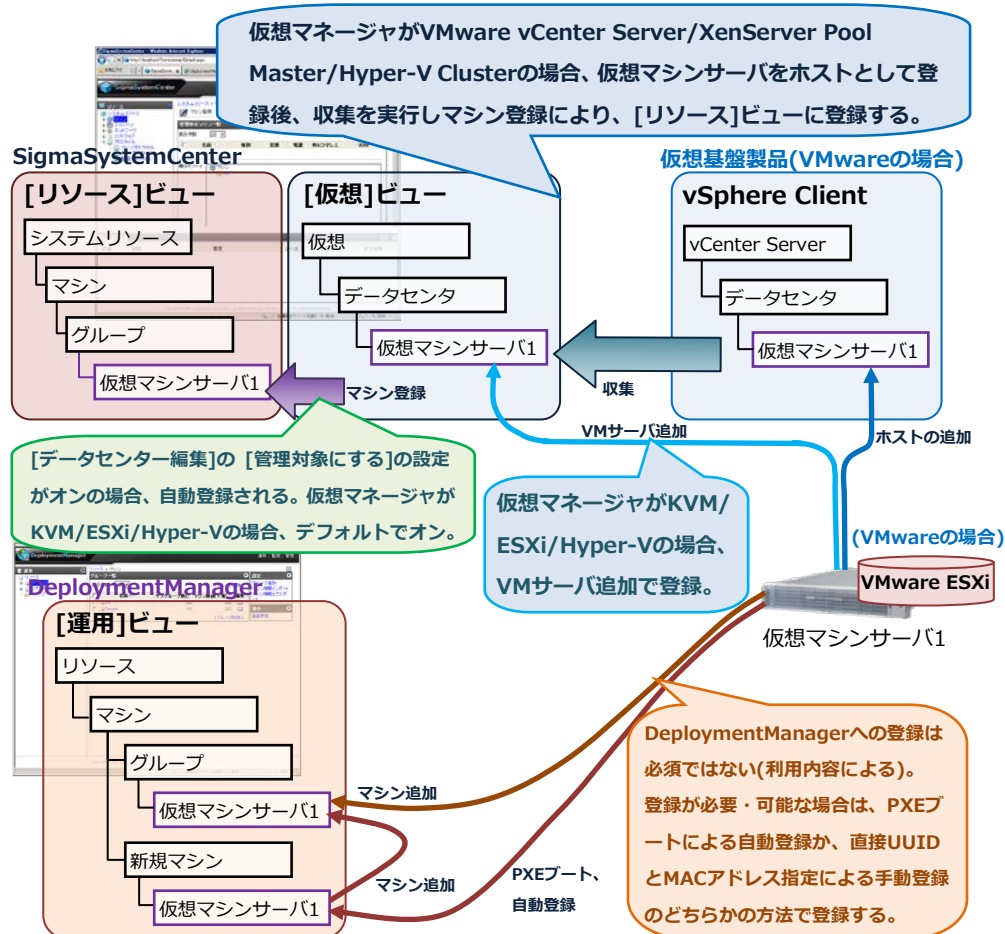 仮想マネージャがVMware vCenter Server/XenServer Pool
Master/Hyper-V Clusterの場合、仮想マシンサーバをホストとして登
録後、収集を実行しマシン登録により、[リソース]ビューに登録する。
SigmaSystemCenter
仮想基盤製品(VMwareの場合)
[リソース]ビュー
システムリソース
マシン
グループ
仮想マシンサーバ1
[仮想]ビュー
仮想
データセンタ
仮想マシンサーバ1
vSphere Client
vCenter Server
データセンタ
仮想マシンサーバ1
マシン登録
収集
VMサーバ追加
ホストの追加
[データセンター編集]の [管理対象にする]の設定
がオンの場合、自動登録される。仮想マネージャが
KVM/ESXi/Hyper-Vの場合、デフォルトでオン。
仮想マネージャがKVM/
ESXi/Hyper-Vの場合、
VMサーバ追加で登録。
(VMwareの場合)
VMware ESXi
仮想マシンサーバ1
DeploymentManager
[運用]ビュー
リソース
マシン
グループ
仮想マシンサーバ1
新規マシン
仮想マシンサーバ1
マシン追加
マシン追加
PXEブート、
自動登録
DeploymentManagerへの登録は
必須ではない(利用内容による)。
登録が必要・可能な場合は、PXEブ
ートによる自動登録か、直接UUID
とMACアドレス指定による手動登録
のどちらかの方法で登録する。